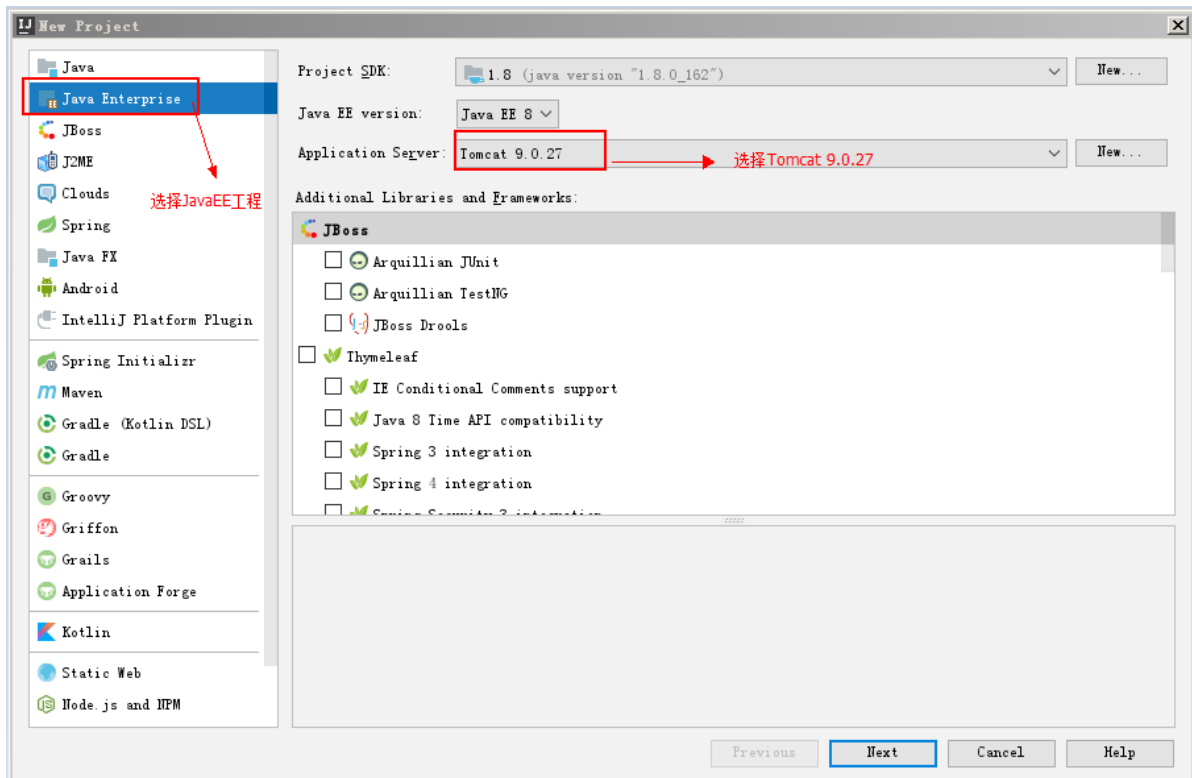 New Project
Java
Java Enterprise
JBoss
J2ME
Clouds
Spring
Java FX
Android
IntelliJ Platform Plugin
Spring Initializr
Maven
Gradle (Kotlin DSL)
Gradle
Groovy
Griffon
Grails
Application Forge
Kotlin
Static Web
Node.js and NPM
选择JavaEE工程
Project SDK: 1.8 (java version "1.8.0_162") New...
Java EE version: Java EE 8
Application Server: Tomcat 9.0.27 New...
选择Tomcat 9.0.27
Additional Libraries and Frameworks:
JBoss
Arquillian JUnit
Arquillian TestNG
JBoss Drools
Thymeleaf
IE Conditional Comments support
Java 8 Time API compatibility
Spring 3 integration
Spring 4 integration
Spring Security 3 integration
Previous Next Cancel Help